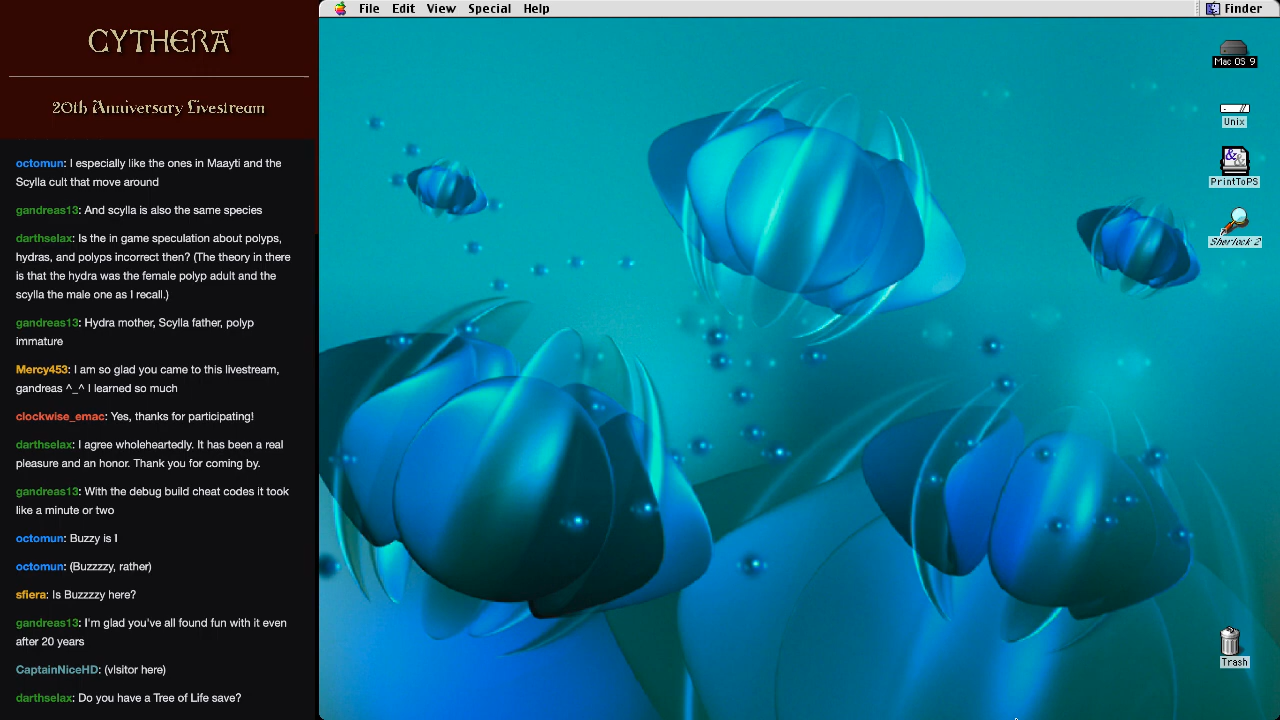 CYTHERA
20th Anniversary Livestream
octomun: I especially like the ones in Maayti and the
Scylla cult that move around
gandreas13: And scylla is also the same species
darthselax: Is the in game speculation about polyps,
hydras, and polyps incorrect then? (The theory in there
is that the hydra was the female polyp adult and the
scylla the male one as I recall.)
gandreas13: Hydra mother, Scylla father, polyp
immature
Mercy453: I am so glad you came to this livestream,
gandreas ^_^ I learned so much
clockwise_emac: Yes, thanks for participating!
darthselax: I agree wholeheartedly. It has been a real
pleasure and an honor. Thank you for coming by.
gandreas13: With the debug build cheat codes it took
like a minute or two
octomun: Buzzy is I
octomun: (Buzzzzy, rather)
sfiera: Is Buzzzzy here?
gandreas13: I'm glad you've all found fun with it even
after 20 years
CaptainNiceHD: (visitor here)
darthselax: Do you have a Tree of Life save?
File Edit View Special Help
Finder
Mac OS 9
Unix
PrintToPS
Sherlock 2
Trash